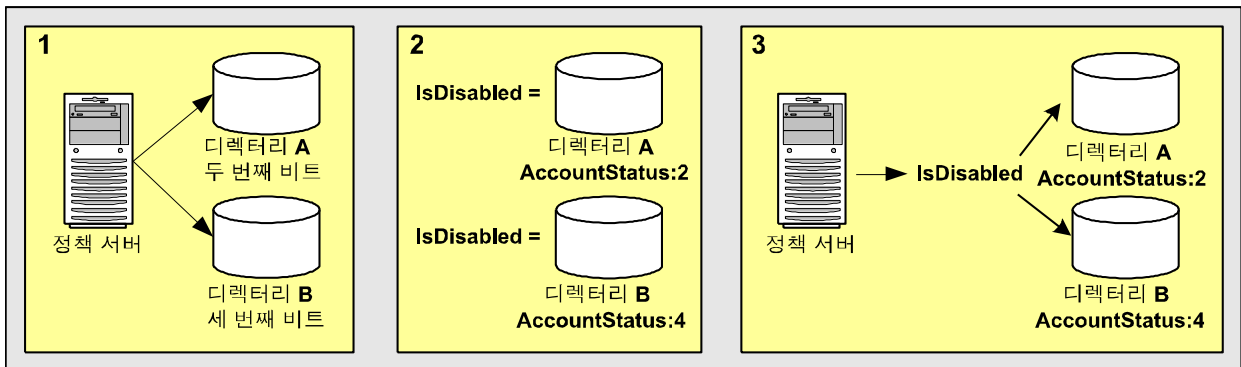 1
디렉터리 A
두 번째 비트
정책 서버
디렉터리 B
세 번째 비트
2
IsDisabled =
디렉터리 A
AccountStatus:2
IsDisabled =
디렉터리 B
AccountStatus:4
3
디렉터리 A
AccountStatus:2
IsDisabled
정책 서버
디렉터리 B
AccountStatus:4